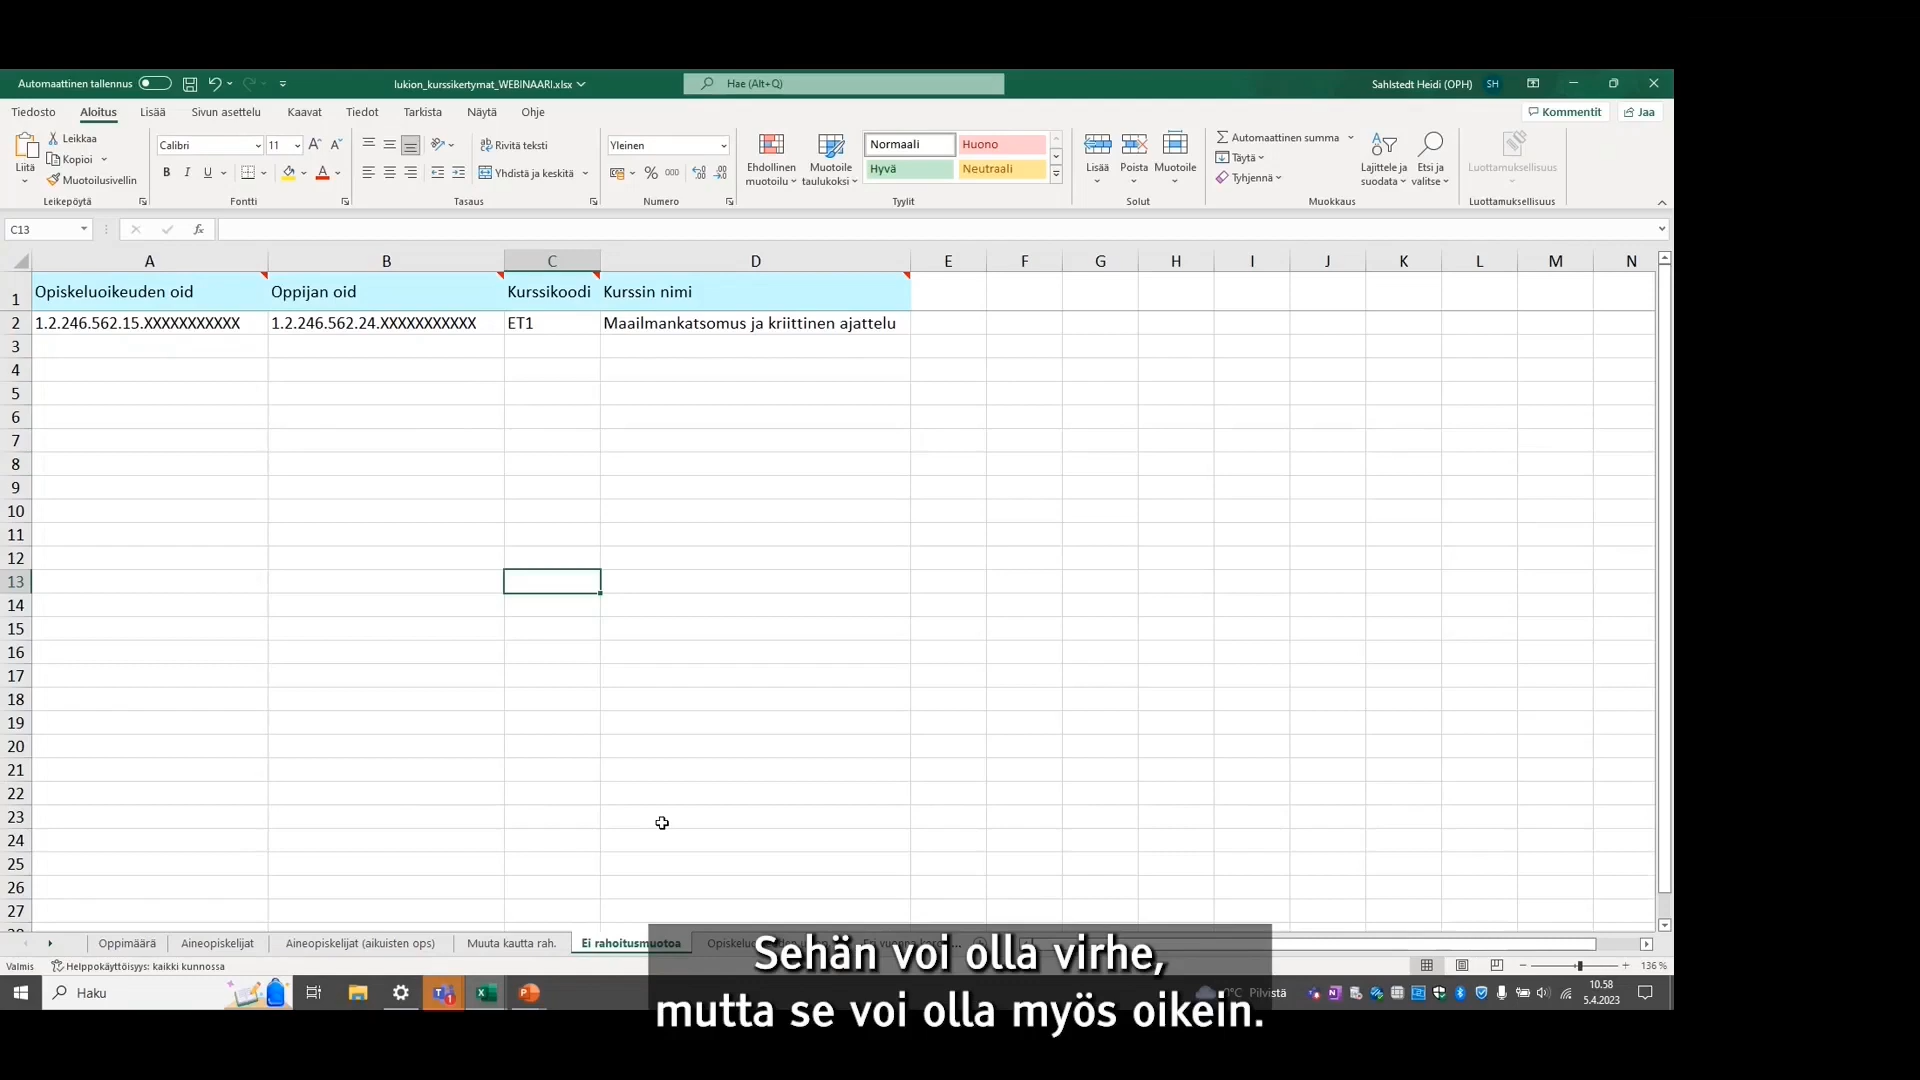 Automaattinen tallennus
lukion_kurssikertymat_WEBINAARI.xlsx
Hae (Alt+Q)
Sahlstedt Heidi (OPH) SH
Tiedosto Aloitus Lisää Sivun asettelu Kaavat Tiedot Tarkista Näytä Ohje
Kommentit Jaa
Liitä
Leikkaa
Kopioi
Muotoilusivellin
Leikepöytä
Calibri 11
B I U
Fontti
Rivitä teksti
Yhdistä ja keskitä
Tasaus
Yleinen
% 000
Numero
Ehdollinen muotoilu
Muotoile taulukoksi
Normaali Huono
Hyvä Neutraali
Tyylit
Lisää Poista Muotoile
Solut
Automaattinen summa
Täytä
Tyhjennä
Lajittele ja suodata
Etsi ja valitse
Muokkaus
Luottamuksellisuus
Luottamuksellisuus
C13 fx
A B C D E F G H I J K L M N
1 Opiskeluoikeuden oid Oppijan oid Kurssikoodi Kurssin nimi
2 1.2.246.562.15.XXXXXXXXXXX 1.2.246.562.24.XXXXXXXXXXX ET1 Maailmankatsomus ja kriittinen ajattelu
3
4
5
6
7
8
9
10
11
12
13
14
15
16
17
18
19
20
21
22
23
24
25
26
27
Oppimäärä Aineopiskelijat Aineopiskelijat (aikuisten ops) Muuta kautta rah. Ei rahoitusmuotoa
Valmis Helppokäyttöisyys: kaikki kunnossa 136 %
Haku Pilvistä 10.58
5.4.2023
Sehän voi olla virhe,
mutta se voi olla myös oikein.